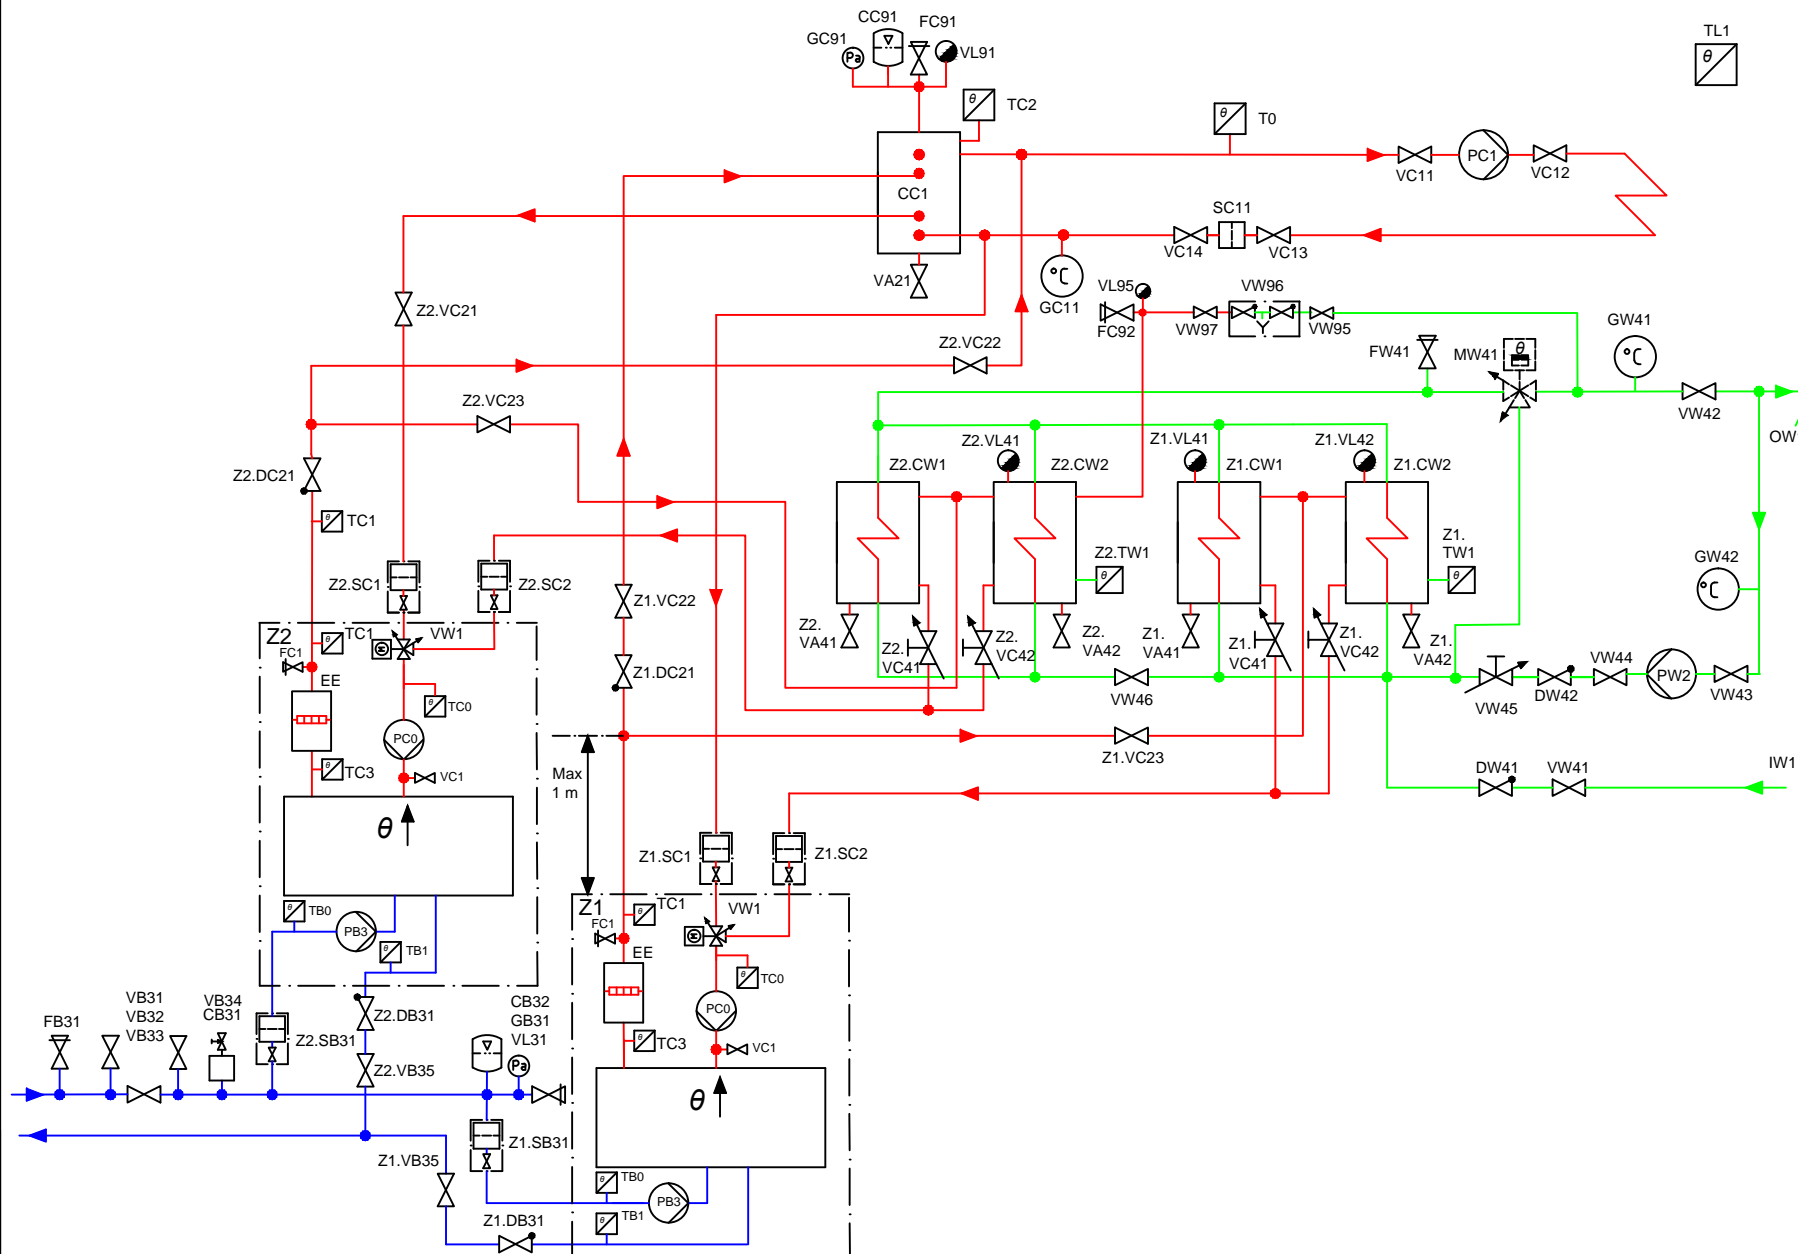 CC91
GC91
FC91
VL91
TL1
θ
Pa
θ
TC2
θ
T0
CC1
VC11
PC1
VC12
SC11
VC14
VC13
VA21
°C
GC11
Z2.VC21
VL95
VW96
FC92
VW97
VW95
GW41
°C
FW41
MW41
θ
Z2.VC22
VW42
OW
Z2.VC23
Z2.VL41
Z1.VL41
Z1.VL42
Z2.CW1
Z2.CW2
Z1.CW1
Z1.CW2
Z2.DC21
θ
TC1
Z2.TW1
θ
Z1.
TW1
θ
GW42
°C
Z2.SC1
Z2.SC2
Z1.VC22
Z2
θ
TC1
M
VW1
FC1
Z2.
VA41
Z2.
VC41
Z2.
VC42
Z2.
VA42
Z1.
VA41
Z1.
VC41
Z1.
VC42
Z1.
VA42
Z1.DC21
EE
θ
TC0
VW46
VW45
DW42
VW44
PW2
VW43
PC0
θ
TC3
VC1
Max
1 m
Z1.VC23
DW41
VW41
IW1
θ
Z1.SC1
Z1.SC2
Z1
θ
TC1
FC1
M
VW1
θ
TB0
PB3
θ
TB1
EE
θ
TC0
FB31
VB31
VB32
VB33
VB34
CB31
Z2.SB31
Z2.DB31
CB32
GB31
VL31
Pa
PC0
θ
TC3
VC1
Z2.VB35
θ
Z1.SB31
Z1.VB35
θ
TB0
PB3
θ
TB1
Z1.DB31